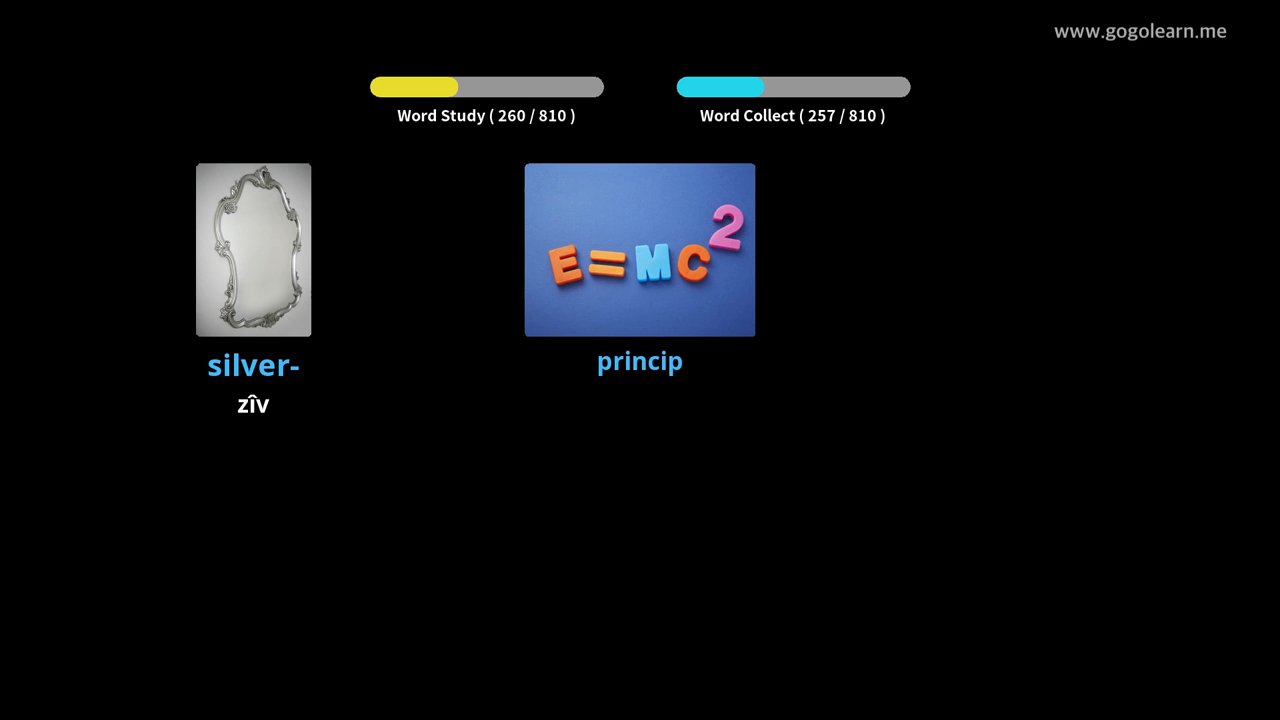 www.gogolearn.me
Word Study ( 260 / 810 )
Word Collect ( 257 / 810 )
E=MC2
silver-
zîv
princip